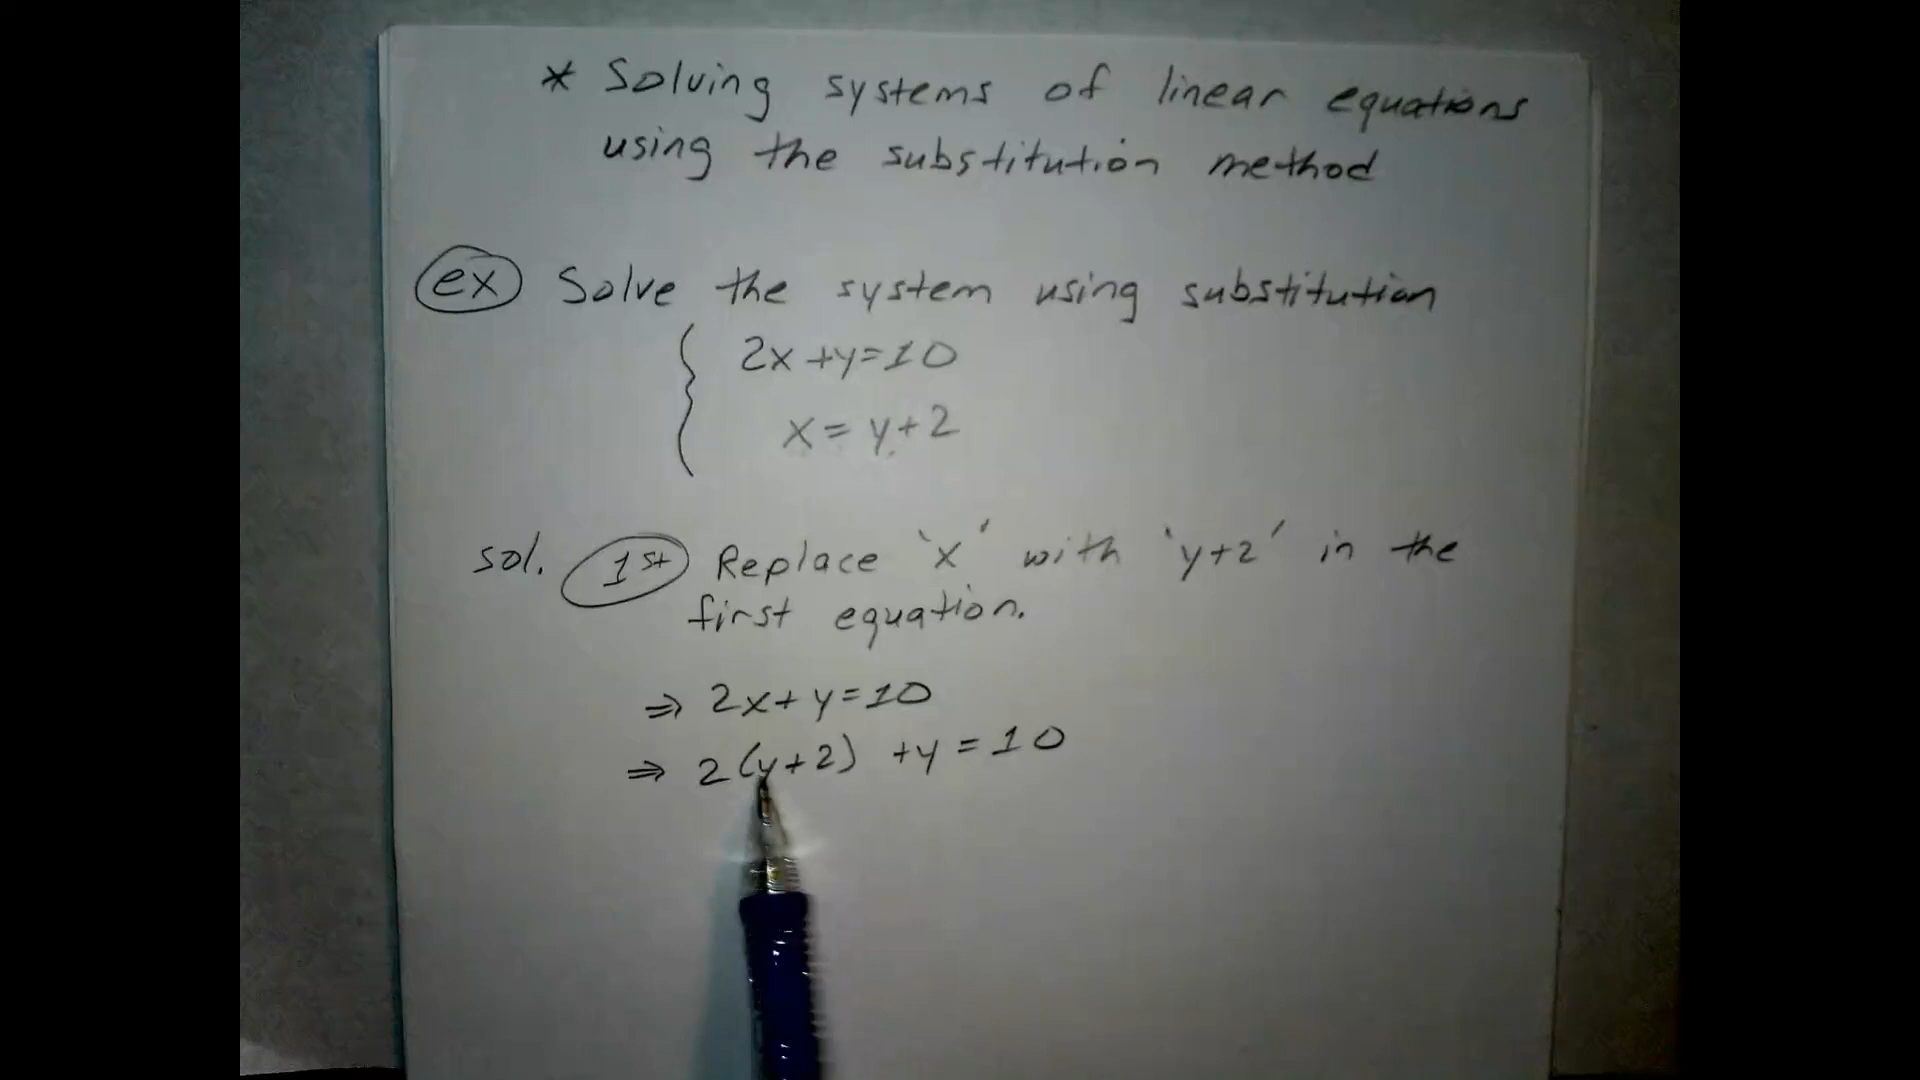 * Solving systems of linear equations
using the substitution method
ex Solve the system using substitution
2x+y=10
x=y+2
sol. 1st Replace 'x' with 'y+2' in the
first equation.
⇒ 2x+y=10
⇒ 2(y+2) +y=10